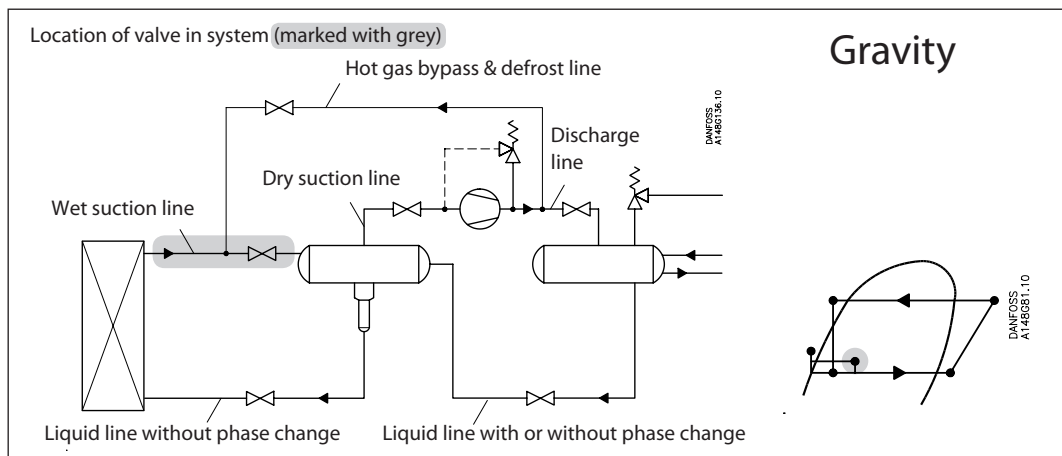 Location of valve in system (marked with grey)
Gravity
Hot gas bypass & defrost line
DANFOSS
A148G136.10
Discharge
line
Dry suction line
Wet suction line
DANFOSS
A148G81.10
Liquid line without phase change
Liquid line with or without phase change